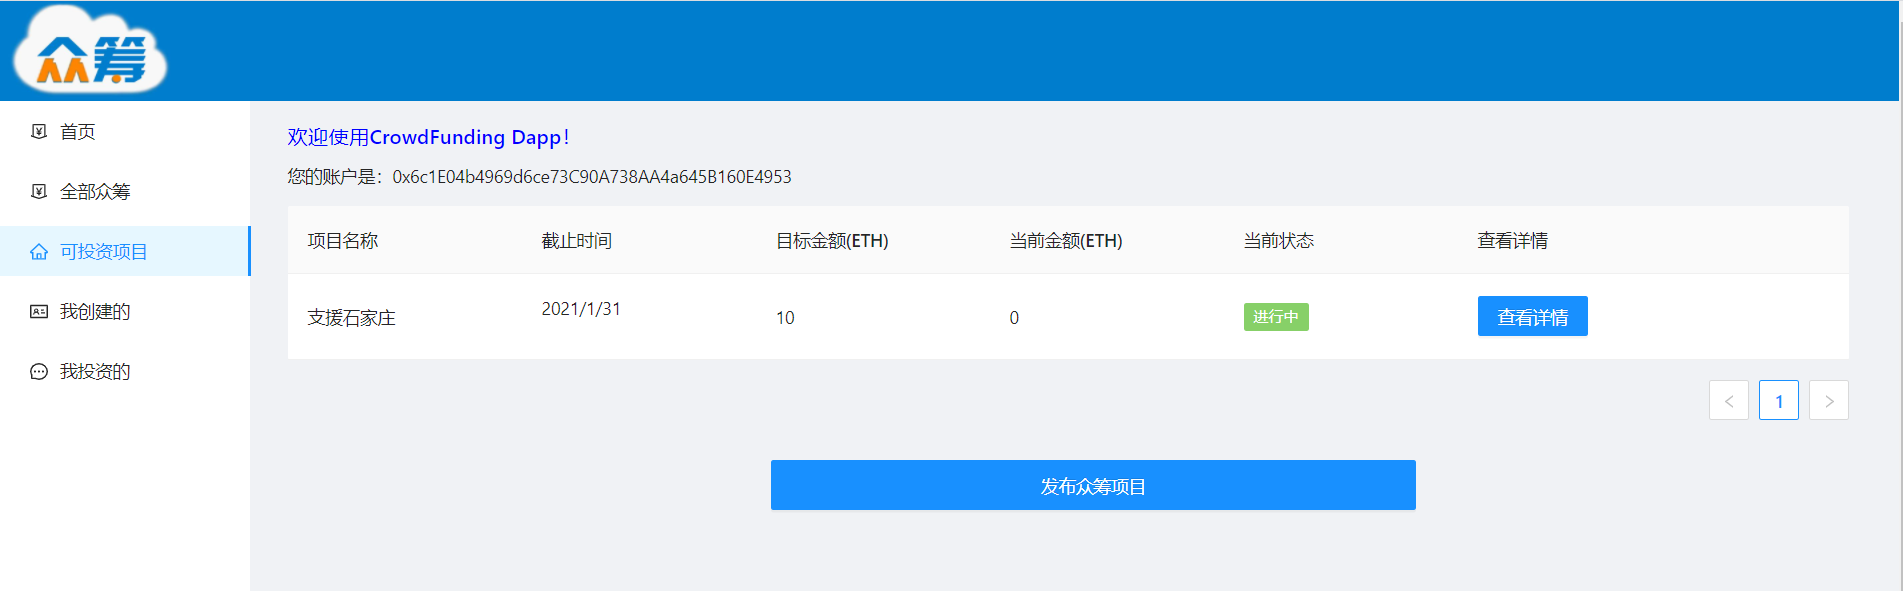 众筹
首页
全部众筹
可投资项目
我创建的
我投资的
欢迎使用CrowdFunding Dapp!
您的账户是：0x6c1E04b4969d6ce73C90A738AA4a645B160E4953
项目名称 截止时间 目标金额(ETH) 当前金额(ETH) 当前状态 查看详情
支援石家庄 2021/1/31 10 0 进行中 查看详情
< 1 >
发布众筹项目